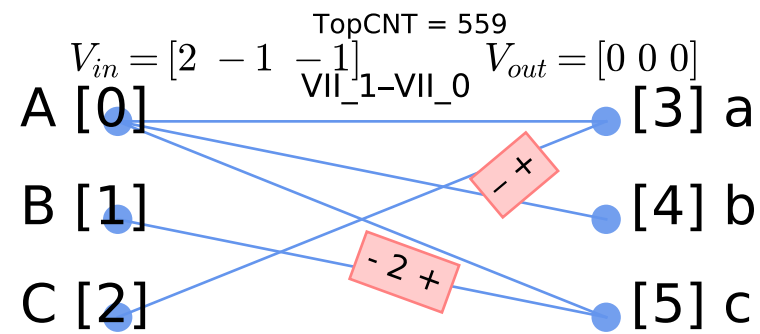 TopCNT = 559
V_in = [2 − 1 − 1] V_out = [0 0 0]
VII_1–VII_0
A [0] [3] a
- +
B [1] [4] b
- 2 +
C [2] [5] c